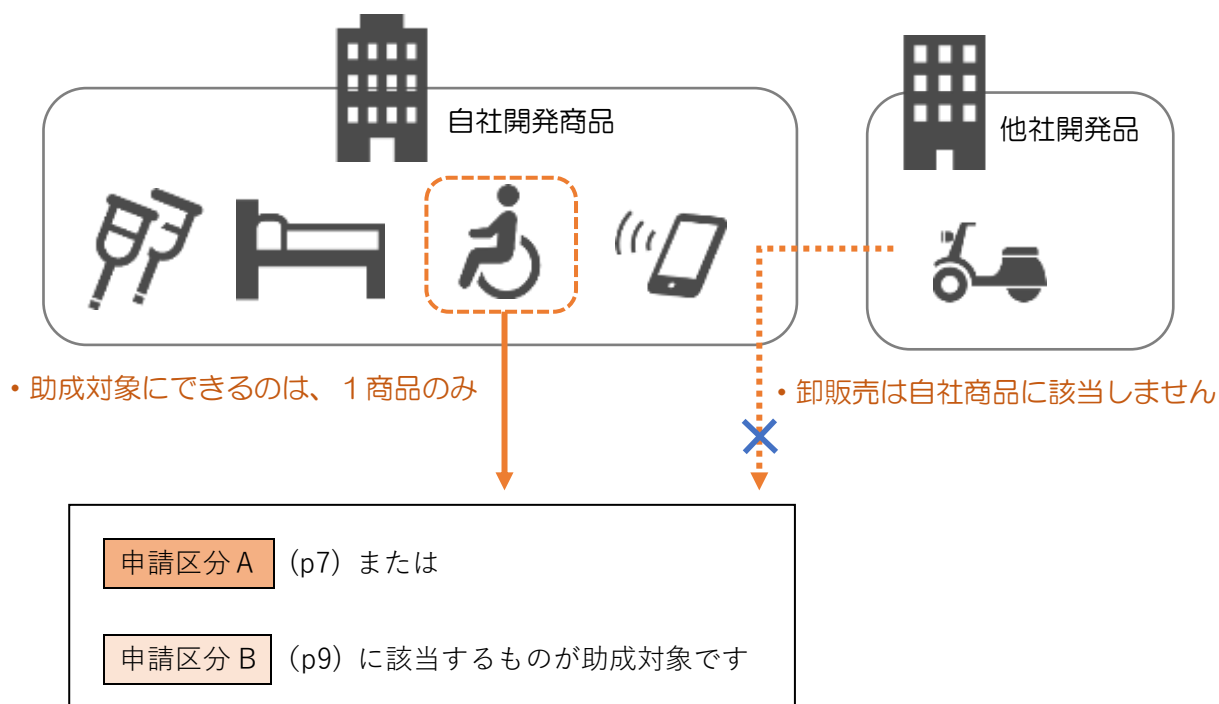 自社開発商品
他社開発品
・助成対象にできるのは、１商品のみ
・卸販売は自社商品に該当しません
申請区分Ａ（p7）または
申請区分Ｂ（p9）に該当するものが助成対象です